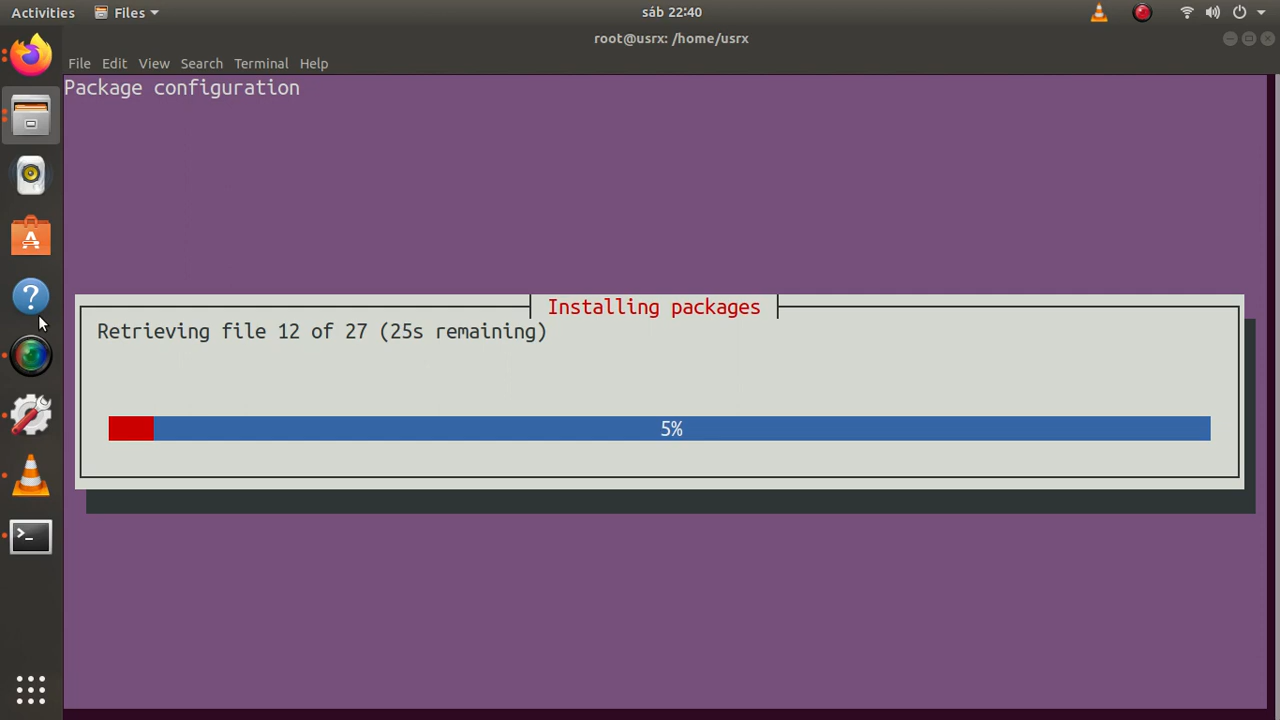 Activities Files sáb 22:40
root@usrx: /home/usrx
File Edit View Search Terminal Help
Package configuration
Installing packages
Retrieving file 12 of 27 (25s remaining)
5%